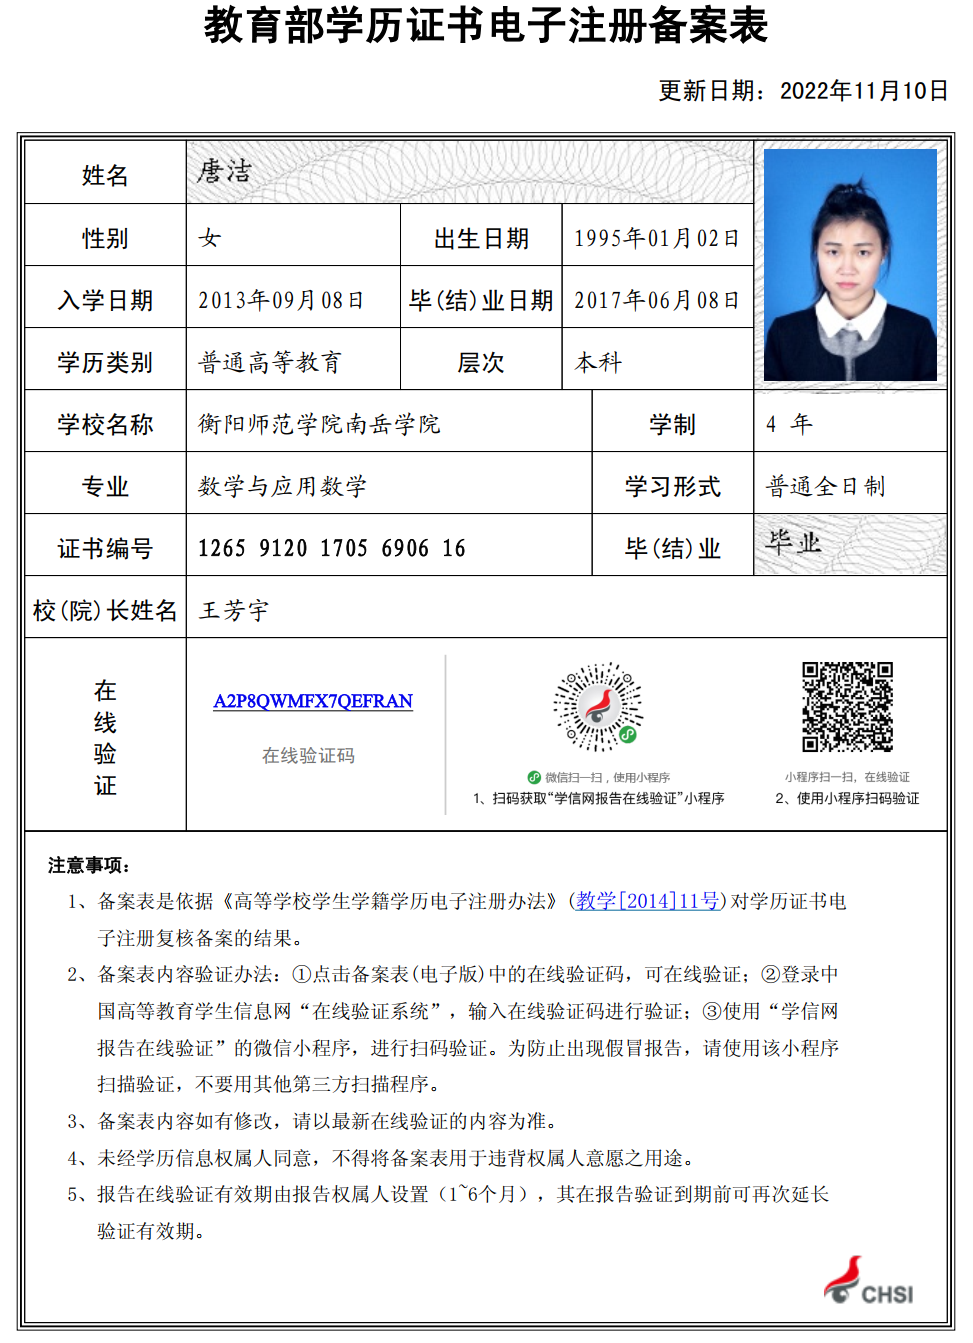 教育部学历证书电子注册备案表
更新日期：2022年11月10日
姓名 唐洁
性别 女 出生日期 1995年01月02日
入学日期 2013年09月08日 毕(结)业日期 2017年06月08日
学历类别 普通高等教育 层次 本科
学校名称 衡阳师范学院南岳学院 学制 4 年
专业 数学与应用数学 学习形式 普通全日制
证书编号 1265 9120 1705 6906 16 毕(结)业 毕业
校(院)长姓名 王芳宇
在线验证
A2P8QWMFX7QEFRAN
在线验证码
微信扫一扫，使用小程序
1、扫码获取“学信网报告在线验证”小程序
小程序扫一扫，在线验证
2、使用小程序扫码验证
注意事项：
1、备案表是依据《高等学校学生学籍学历电子注册办法》(教学[2014]11号)对学历证书电
子注册复核备案的结果。
2、备案表内容验证办法：①点击备案表(电子版)中的在线验证码，可在线验证；②登录中
国高等教育学生信息网“在线验证系统”，输入在线验证码进行验证；③使用“学信网
报告在线验证”的微信小程序，进行扫码验证。为防止出现假冒报告，请使用该小程序
扫描验证，不要用其他第三方扫描程序。
3、备案表内容如有修改，请以最新在线验证的内容为准。
4、未经学历信息权属人同意，不得将备案表用于违背权属人意愿之用途。
5、报告在线验证有效期由报告权属人设置（1~6个月），其在报告验证到期前可再次延长
验证有效期。
CHSI